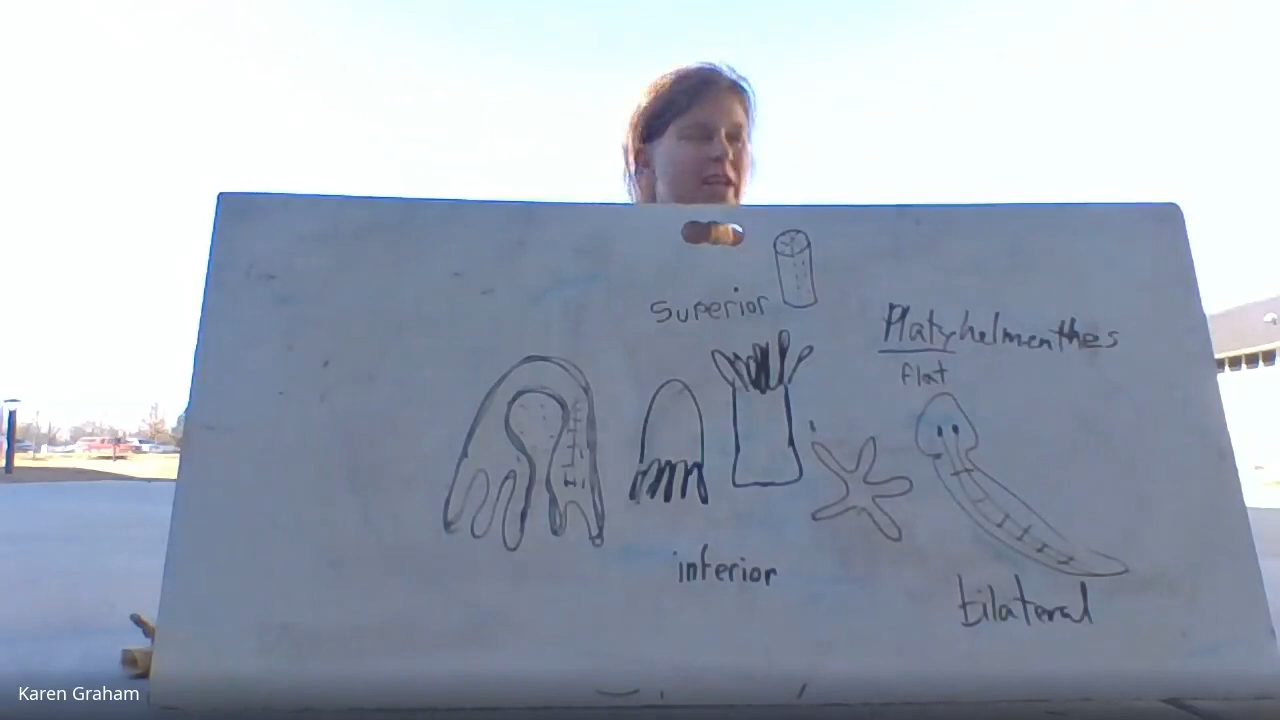 Superior
Platyhelmenthes
flat
inferior
bilateral
Karen Graham